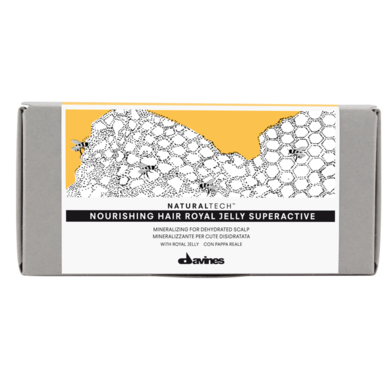 NATURALTECH™
NOURISHING HAIR ROYAL JELLY SUPERACTIVE
MINERALIZING FOR DEHYDRATED SCALP
MINERALIZZANTE PER CUTE DISIDRATATA
WITH ROYAL JELLY CON PAPPA REALE
davines